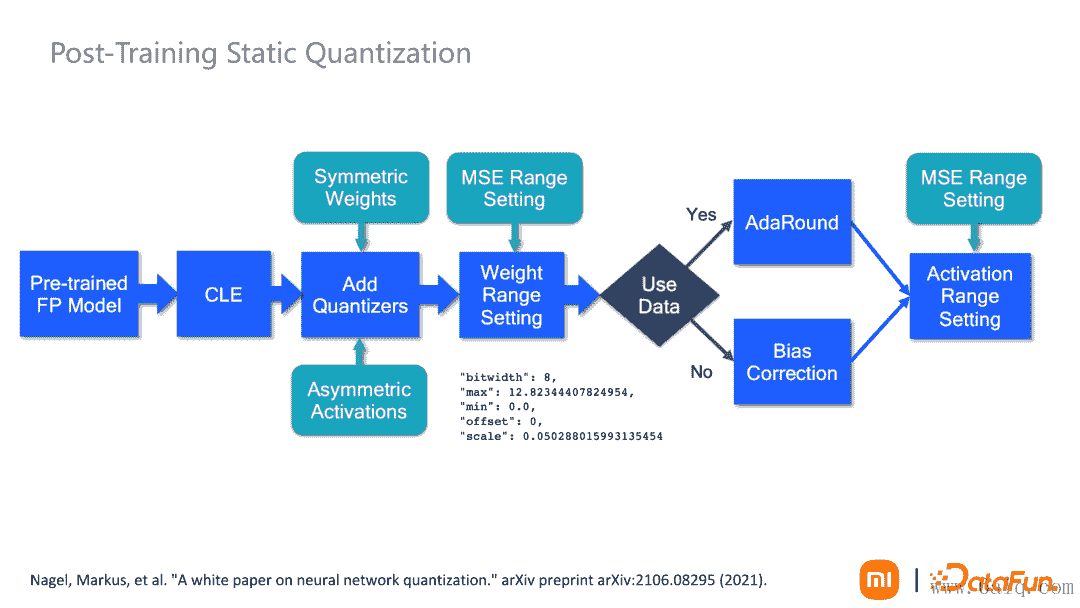 Post-Training Static Quantization
Symmetric
Weights
MSE Range
Setting
MSE Range
Setting
Pre-trained
FP Model
CLE
Add
Quantizers
Weight
Range
Setting
Use
Data
Yes
No
AdaRound
Bias
Correction
Activation
Range
Setting
Asymmetric
Activations
"bitwidth": 8,
"max": 12.82344407824954,
"min": 0.0,
"offset": 0,
"scale": 0.050288015993135454
Nagel, Markus, et al. "A white paper on neural network quantization." arXiv preprint arXiv:2106.08295 (2021).
mi
DataFun.